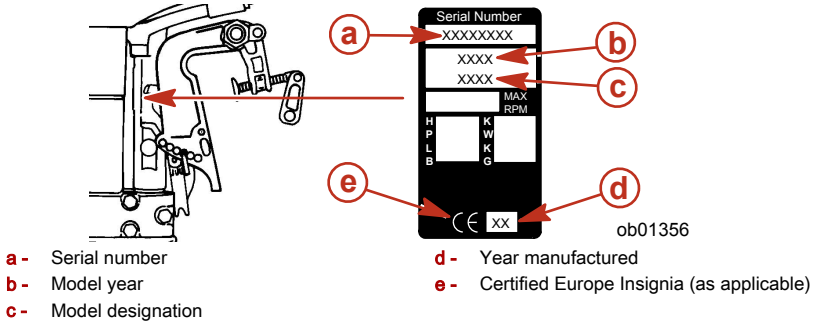 Serial Number
a
XXXXXXXX
b
XXXX
XXXX
c
MAX
RPM
H K
P W
L K
B G
e
d
CE XX
ob01356
a - Serial number
b - Model year
c - Model designation
d - Year manufactured
e - Certified Europe Insignia (as applicable)